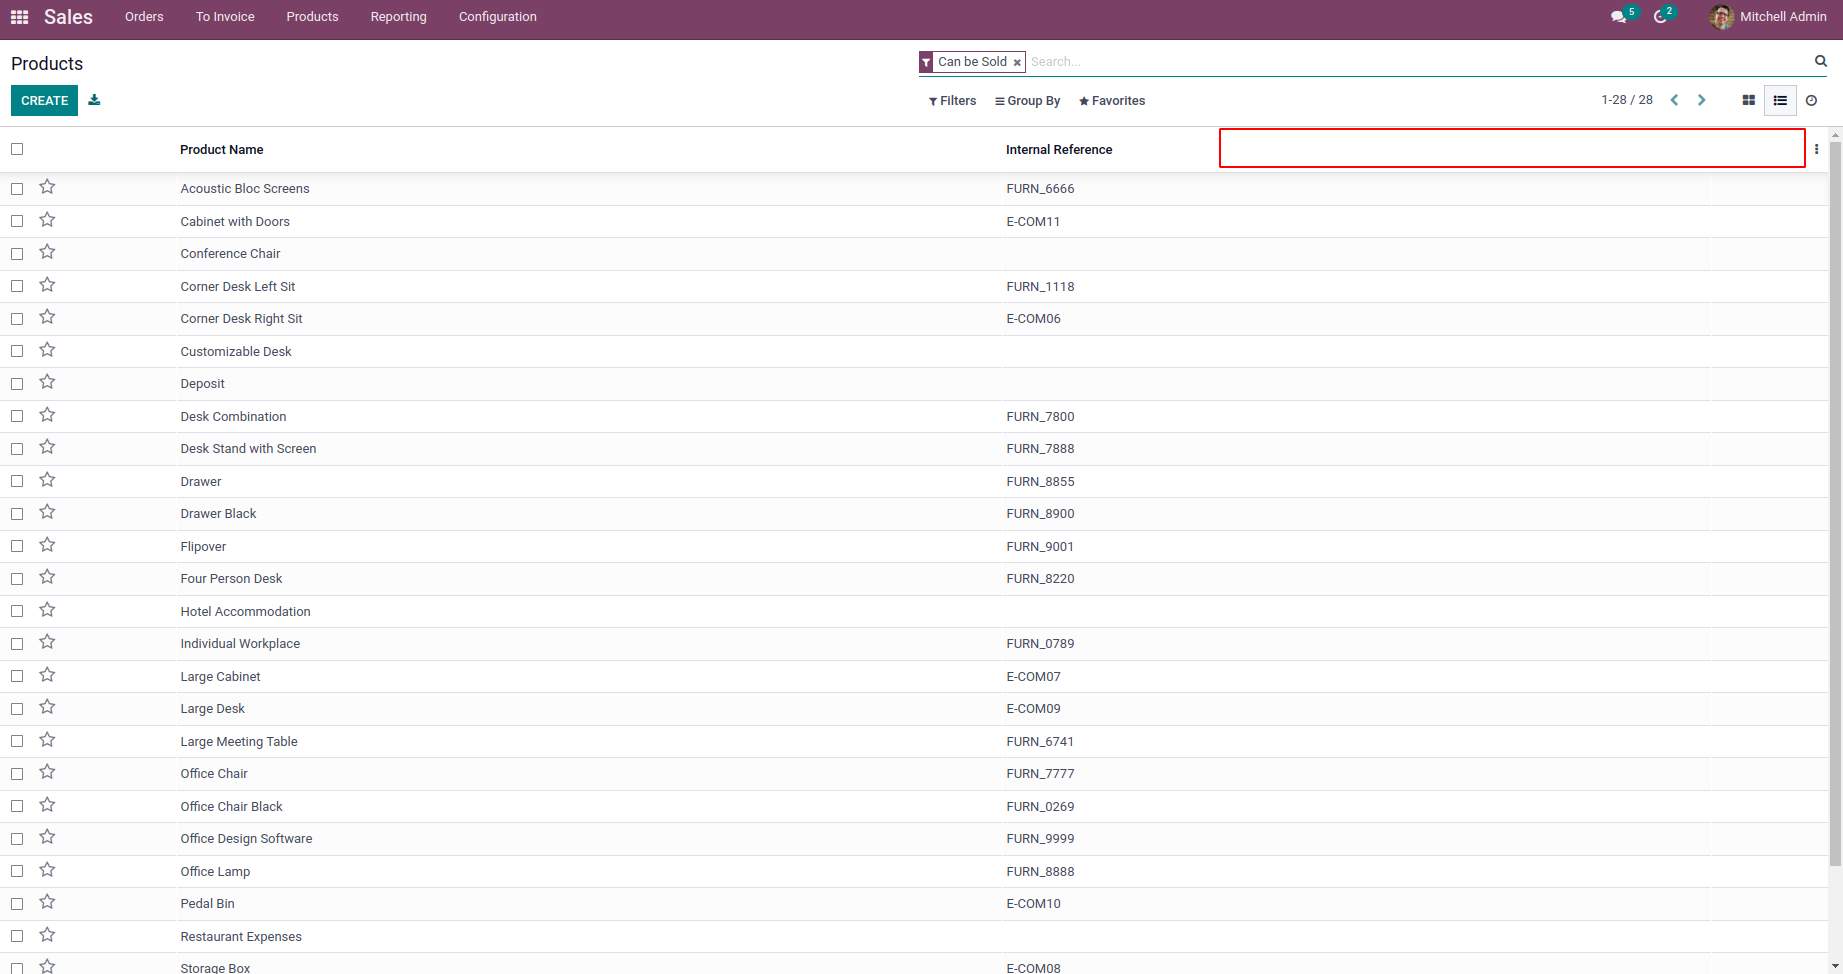 Sales Orders To Invoice Products Reporting Configuration 5 2 Mitchell Admin
Products Can be Sold × Search...
CREATE Filters Group By Favorites 1-28 / 28
Product Name Internal Reference
Acoustic Bloc Screens FURN_6666
Cabinet with Doors E-COM11
Conference Chair
Corner Desk Left Sit FURN_1118
Corner Desk Right Sit E-COM06
Customizable Desk
Deposit
Desk Combination FURN_7800
Desk Stand with Screen FURN_7888
Drawer FURN_8855
Drawer Black FURN_8900
Flipover FURN_9001
Four Person Desk FURN_8220
Hotel Accommodation
Individual Workplace FURN_0789
Large Cabinet E-COM07
Large Desk E-COM09
Large Meeting Table FURN_6741
Office Chair FURN_7777
Office Chair Black FURN_0269
Office Design Software FURN_9999
Office Lamp FURN_8888
Pedal Bin E-COM10
Restaurant Expenses
Storage Box E-COM08